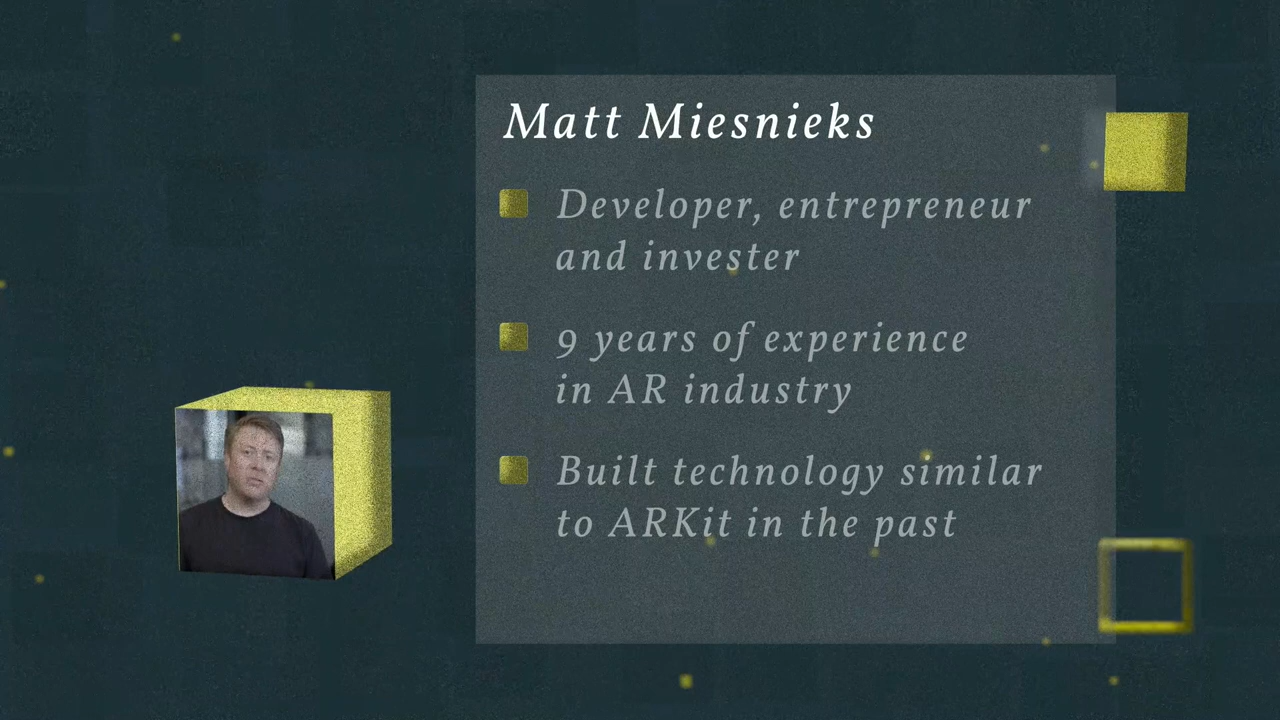 Matt Miesnieks
Developer, entrepreneur
and invester
9 years of experience
in AR industry
Built technology similar
to ARKit in the past